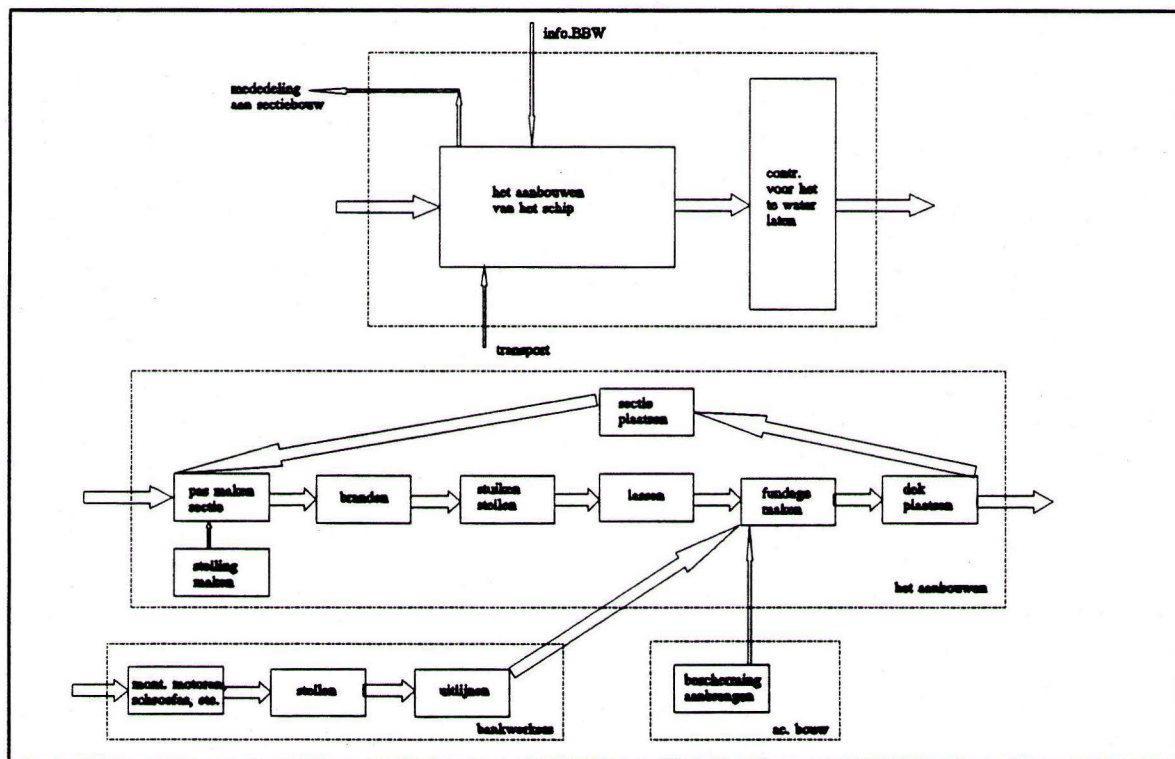 info.BBW
mededeling
aan sectiebouw
het aanbouwen
van het schip
contr.
voor het
te water
laten
transport
sectie
plaatsen
pas maken
sectie
branden
stuiken
stellen
lassen
fundage
maken
dek
plaatsen
stelling
maken
het aanbouwen
mont. motoren,
schroefas, etc.
stellen
uitlijnen
bescherming
aanbrengen
bankwerkers
sc. bouw